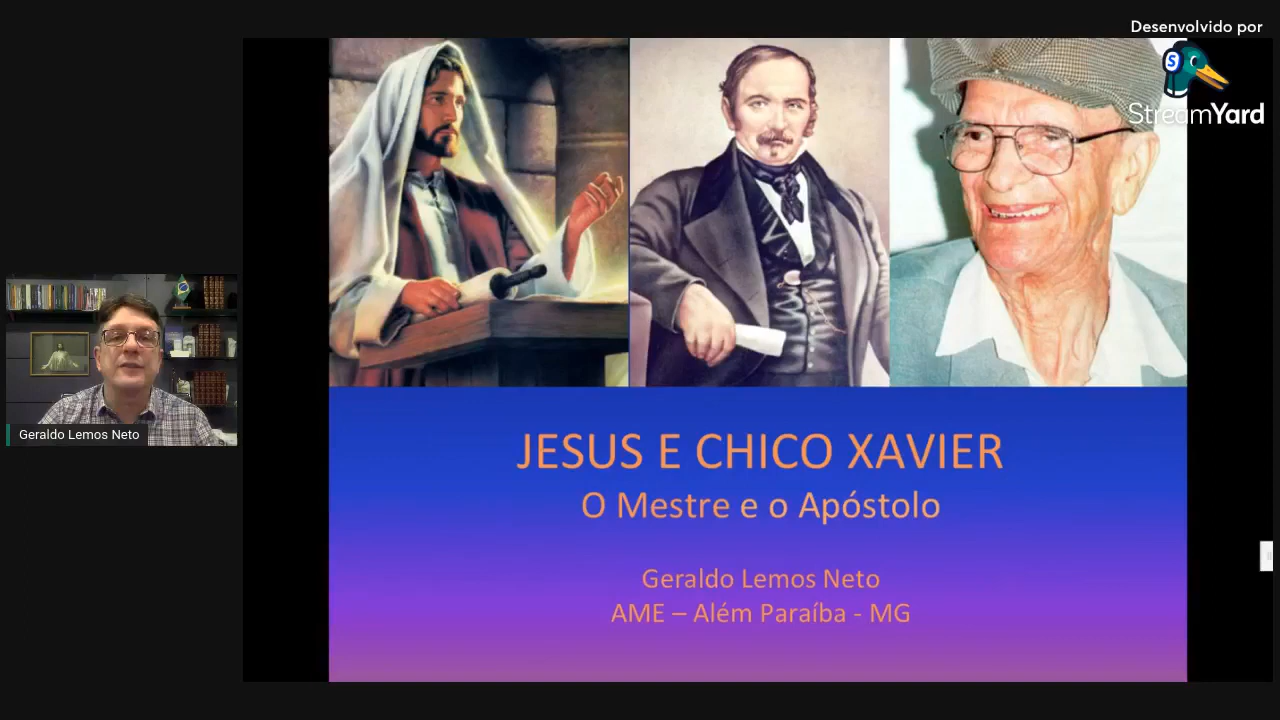 Desenvolvido por
S
StreamYard
JESUS E CHICO XAVIER
O Mestre e o Apóstolo
Geraldo Lemos Neto
AME – Além Paraíba - MG
Geraldo Lemos Neto